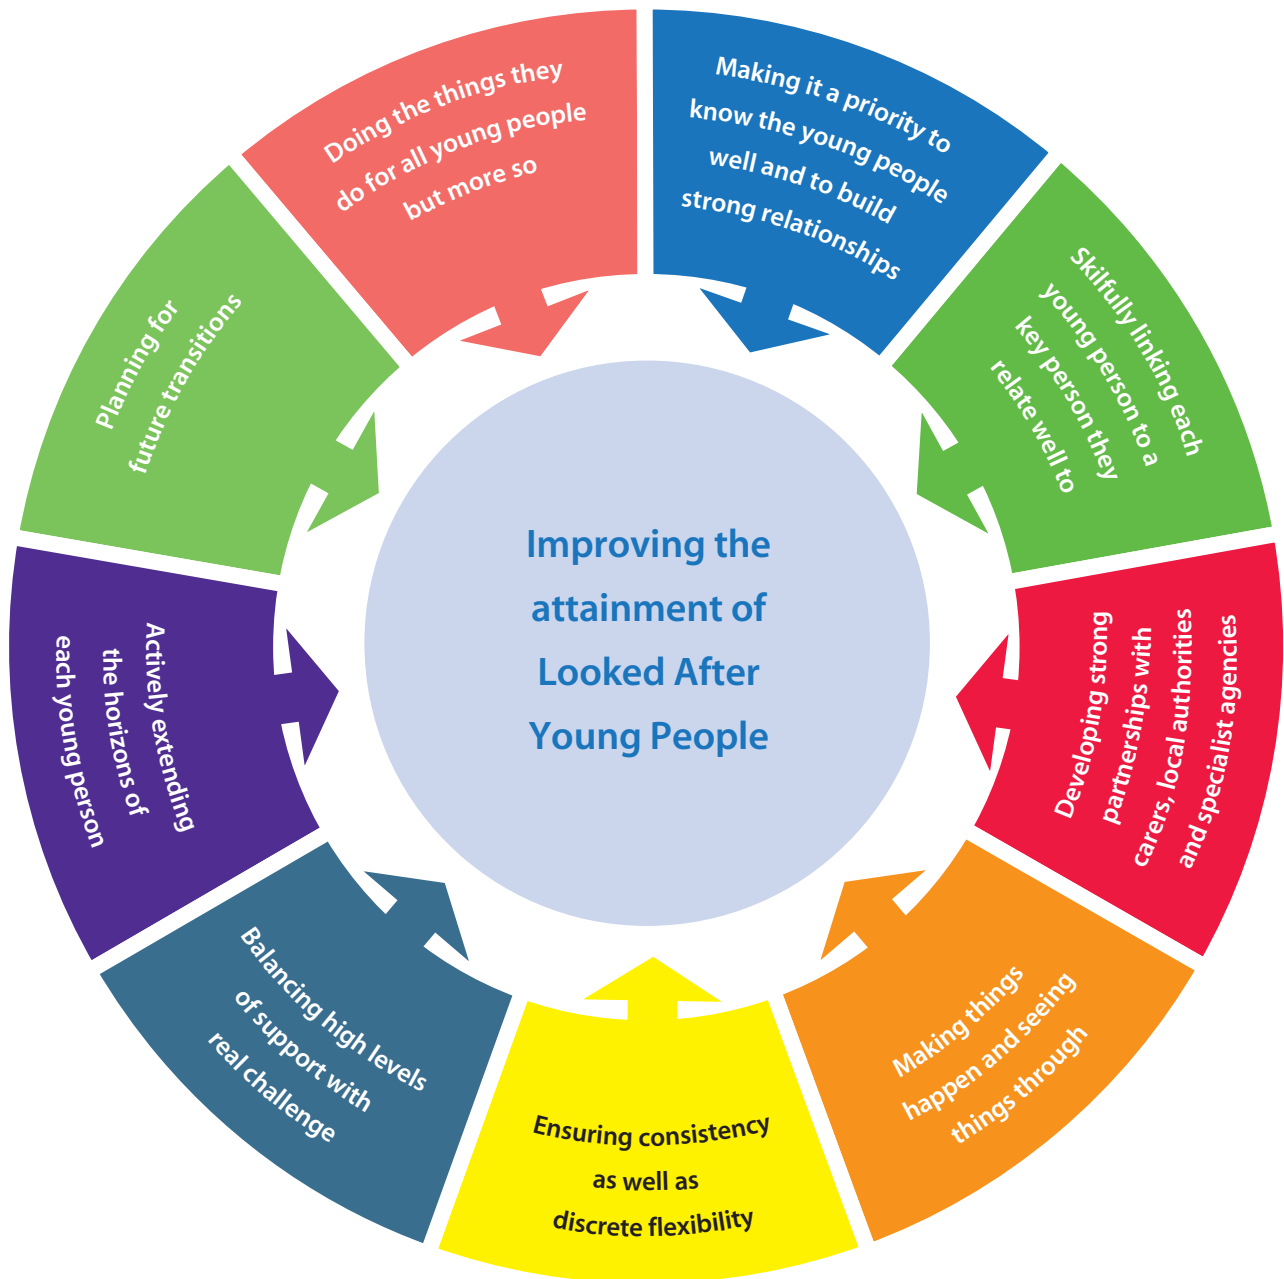 Doing the things they
do for all young people
but more so
Making it a priority to
know the young people
well and to build
strong relationships
Skilfully linking each
young person to a
key person they
relate well to
Developing strong
partnerships with
carers, local authorities
and specialist agencies
Making things
happen and seeing
things through
Ensuring consistency
as well as
discrete flexibility
Balancing high levels
of support with
real challenge
Actively extending
the horizons of
each young person
Planning for
future transitions
Improving the
attainment of
Looked After
Young People